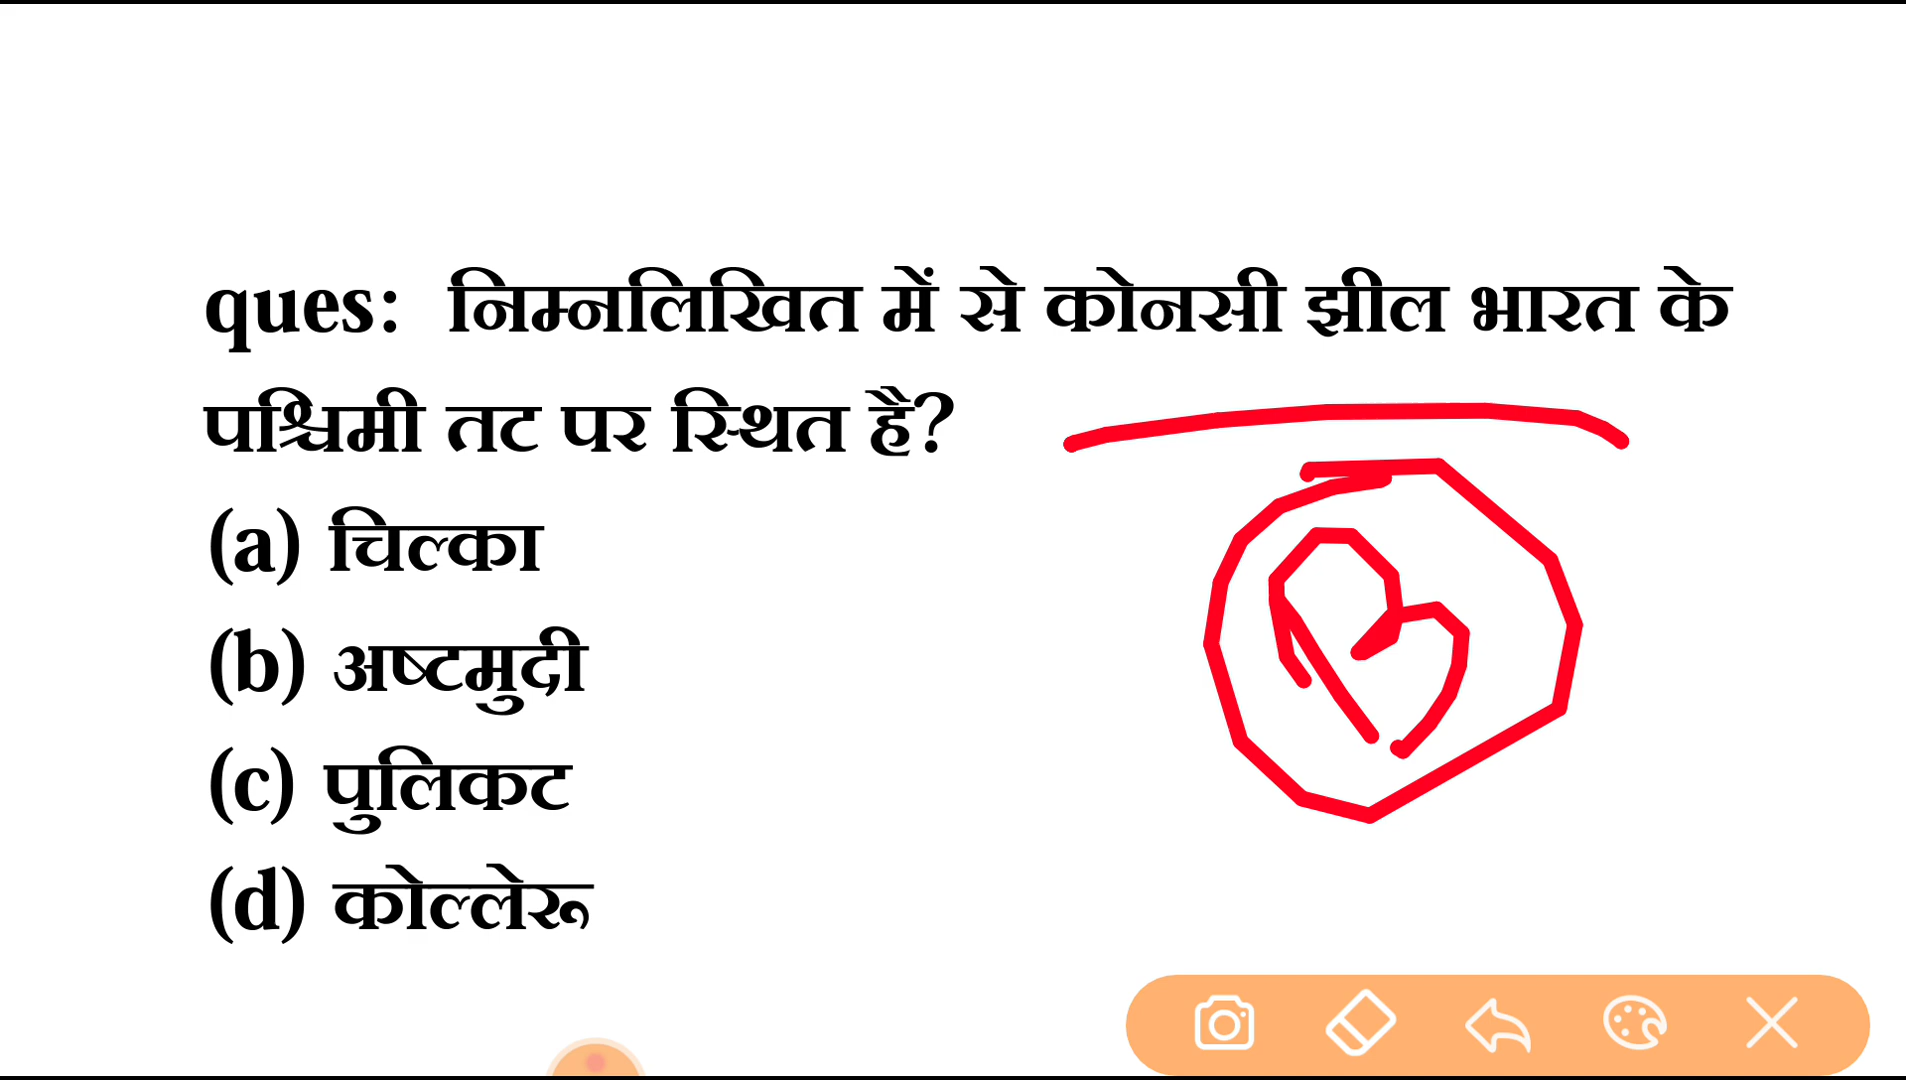 ques: निम्नलिखित में से कोनसी झील भारत के
पश्चिमी तट पर स्थित है?
(a) चिल्का
(b) अष्टमुदी
(c) पुलिकट
(d) कोल्लेरू
B